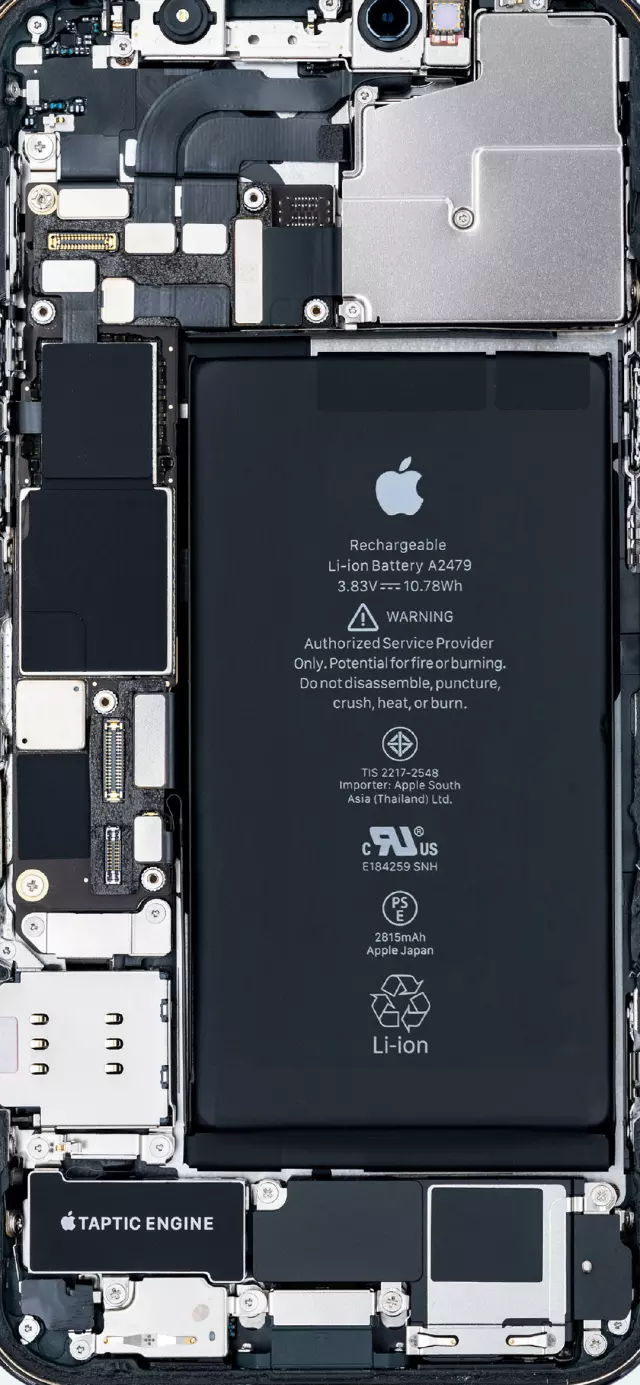 Rechargeable
Li-ion Battery A2479
3.83V⎓10.78Wh
WARNING
Authorized Service Provider
Only. Potential for fire or burning.
Do not disassemble, puncture,
crush, heat, or burn.
TIS 2217-2548
Importer: Apple South
Asia (Thailand) Ltd.
c RU® US
E184259 SNH
PS
E
2815mAh
Apple Japan
Li-ion
TAPTIC ENGINE